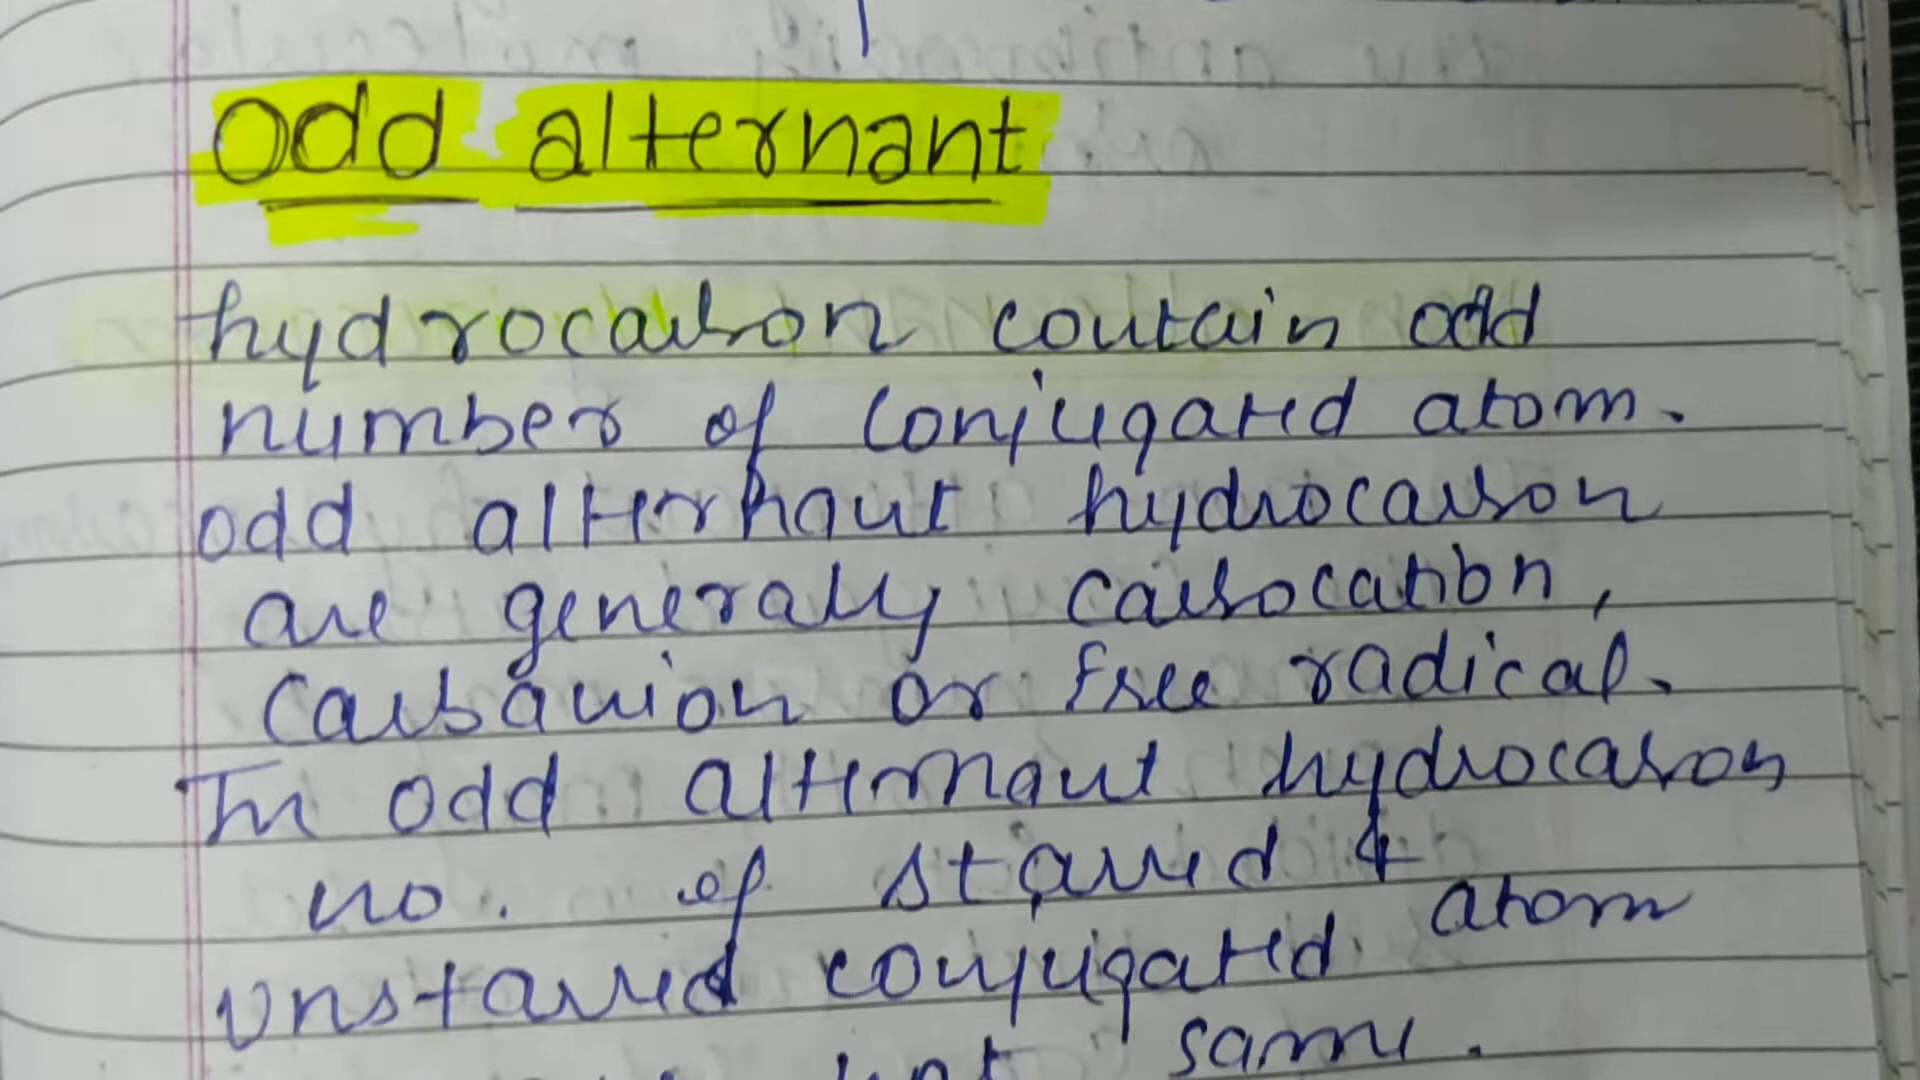 odd alternant
hydrocarbon contain odd
number of conjugated atom.
odd alternant hydrocarbon
are generally carbocation,
carbanion or free radical.
In odd alternant hydrocarbon
no. of starred &
unstarred conjugated atom
not same.